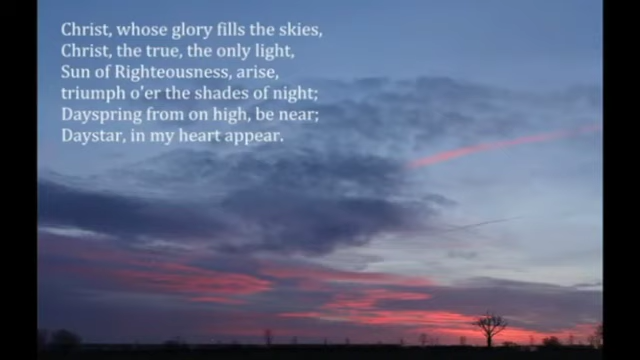 Christ, whose glory fills the skies,
Christ, the true, the only light,
Sun of Righteousness, arise,
triumph o'er the shades of night;
Dayspring from on high, be near;
Daystar, in my heart appear.